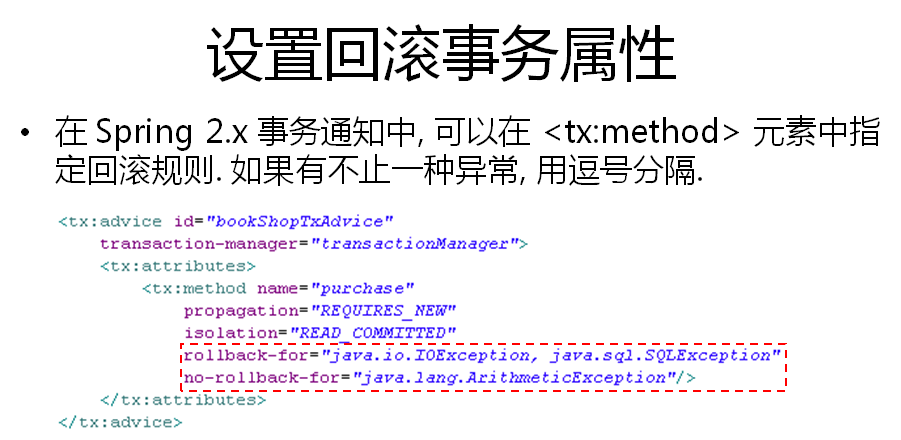 设置回滚事务属性
• 在 Spring 2.x 事务通知中, 可以在 <tx:method> 元素中指
定回滚规则. 如果有不止一种异常, 用逗号分隔.
<tx:advice id="bookShopTxAdvice"
transaction-manager="transactionManager">
<tx:attributes>
<tx:method name="purchase"
propagation="REQUIRES_NEW"
isolation="READ_COMMITTED"
rollback-for="java.io.IOException, java.sql.SQLException"
no-rollback-for="java.lang.ArithmeticException"/>
</tx:attributes>
</tx:advice>